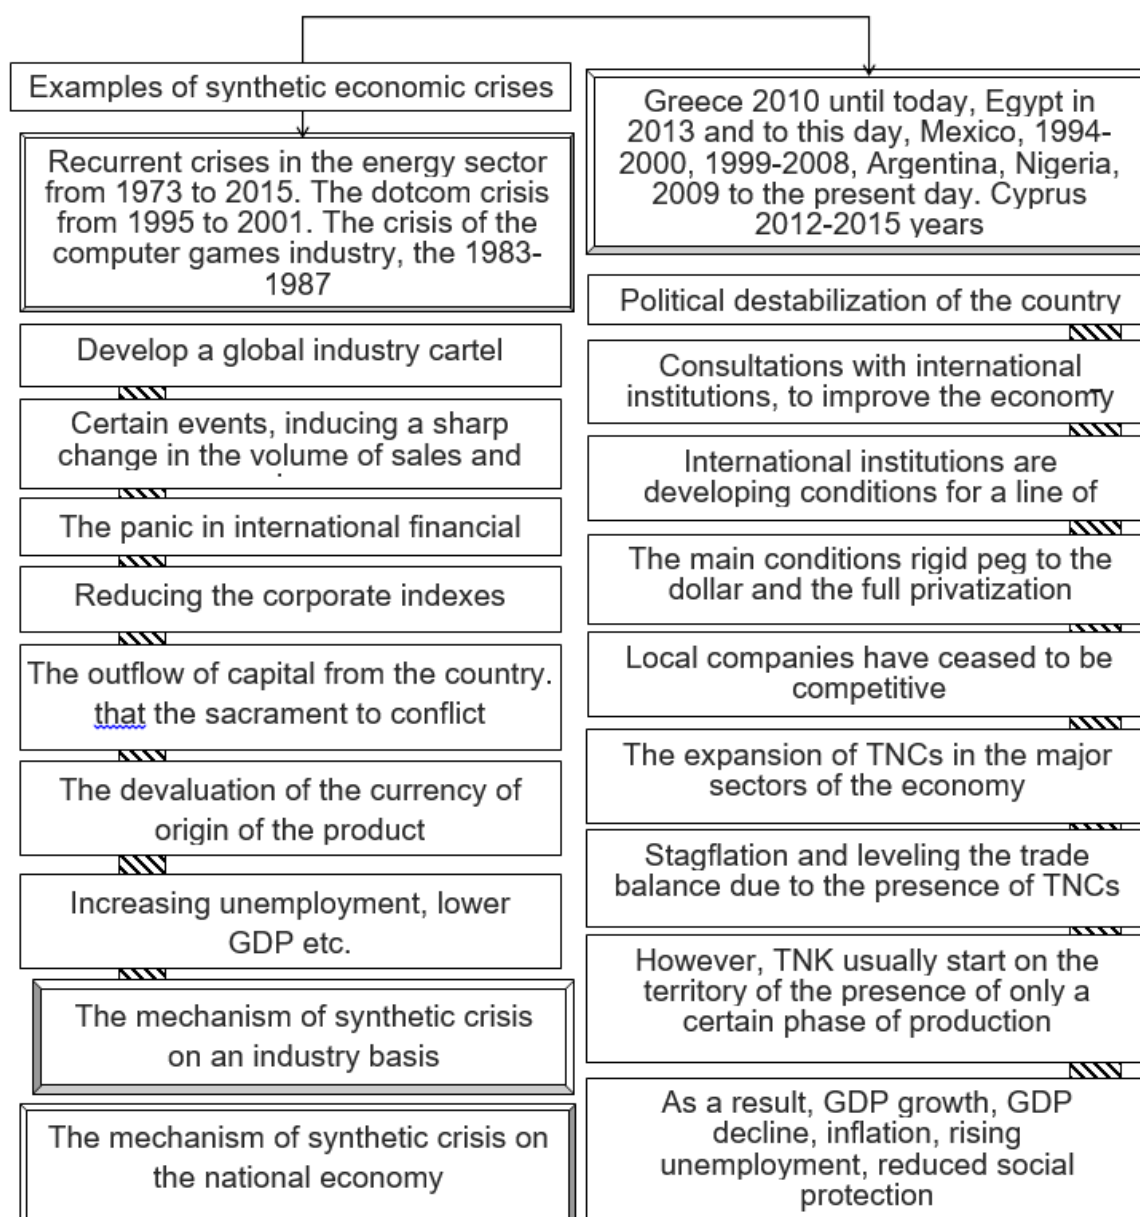 Examples of synthetic economic crises
Recurrent crises in the energy sector
from 1973 to 2015. The dotcom crisis
from 1995 to 2001. The crisis of the
computer games industry, the 1983-
1987
Develop a global industry cartel
Certain events, inducing a sharp
change in the volume of sales and
The panic in international financial
Reducing the corporate indexes
The outflow of capital from the country.
that the sacrament to conflict
The devaluation of the currency of
origin of the product
Increasing unemployment, lower
GDP etc.
The mechanism of synthetic crisis
on an industry basis
The mechanism of synthetic crisis on
the national economy
Greece 2010 until today, Egypt in
2013 and to this day, Mexico, 1994-
2000, 1999-2008, Argentina, Nigeria,
2009 to the present day. Cyprus
2012-2015 years
Political destabilization of the country
Consultations with international
institutions, to improve the economy
International institutions are
developing conditions for a line of
The main conditions rigid peg to the
dollar and the full privatization
Local companies have ceased to be
competitive
The expansion of TNCs in the major
sectors of the economy
Stagflation and leveling the trade
balance due to the presence of TNCs
However, TNK usually start on the
territory of the presence of only a
certain phase of production
As a result, GDP growth, GDP
decline, inflation, rising
unemployment, reduced social
protection